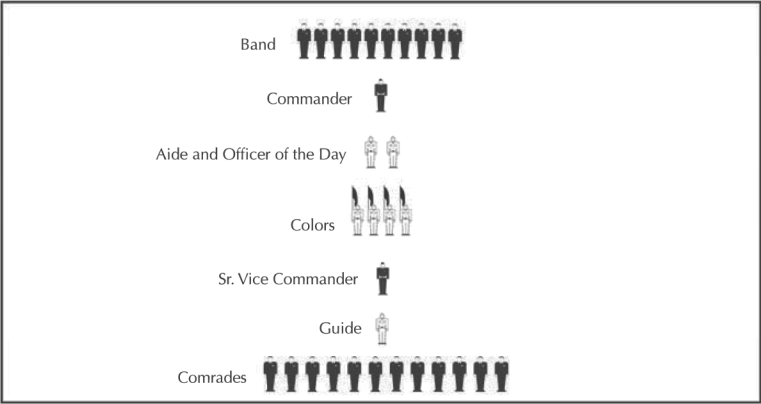 Band
Commander
Aide and Officer of the Day
Colors
Sr. Vice Commander
Guide
Comrades